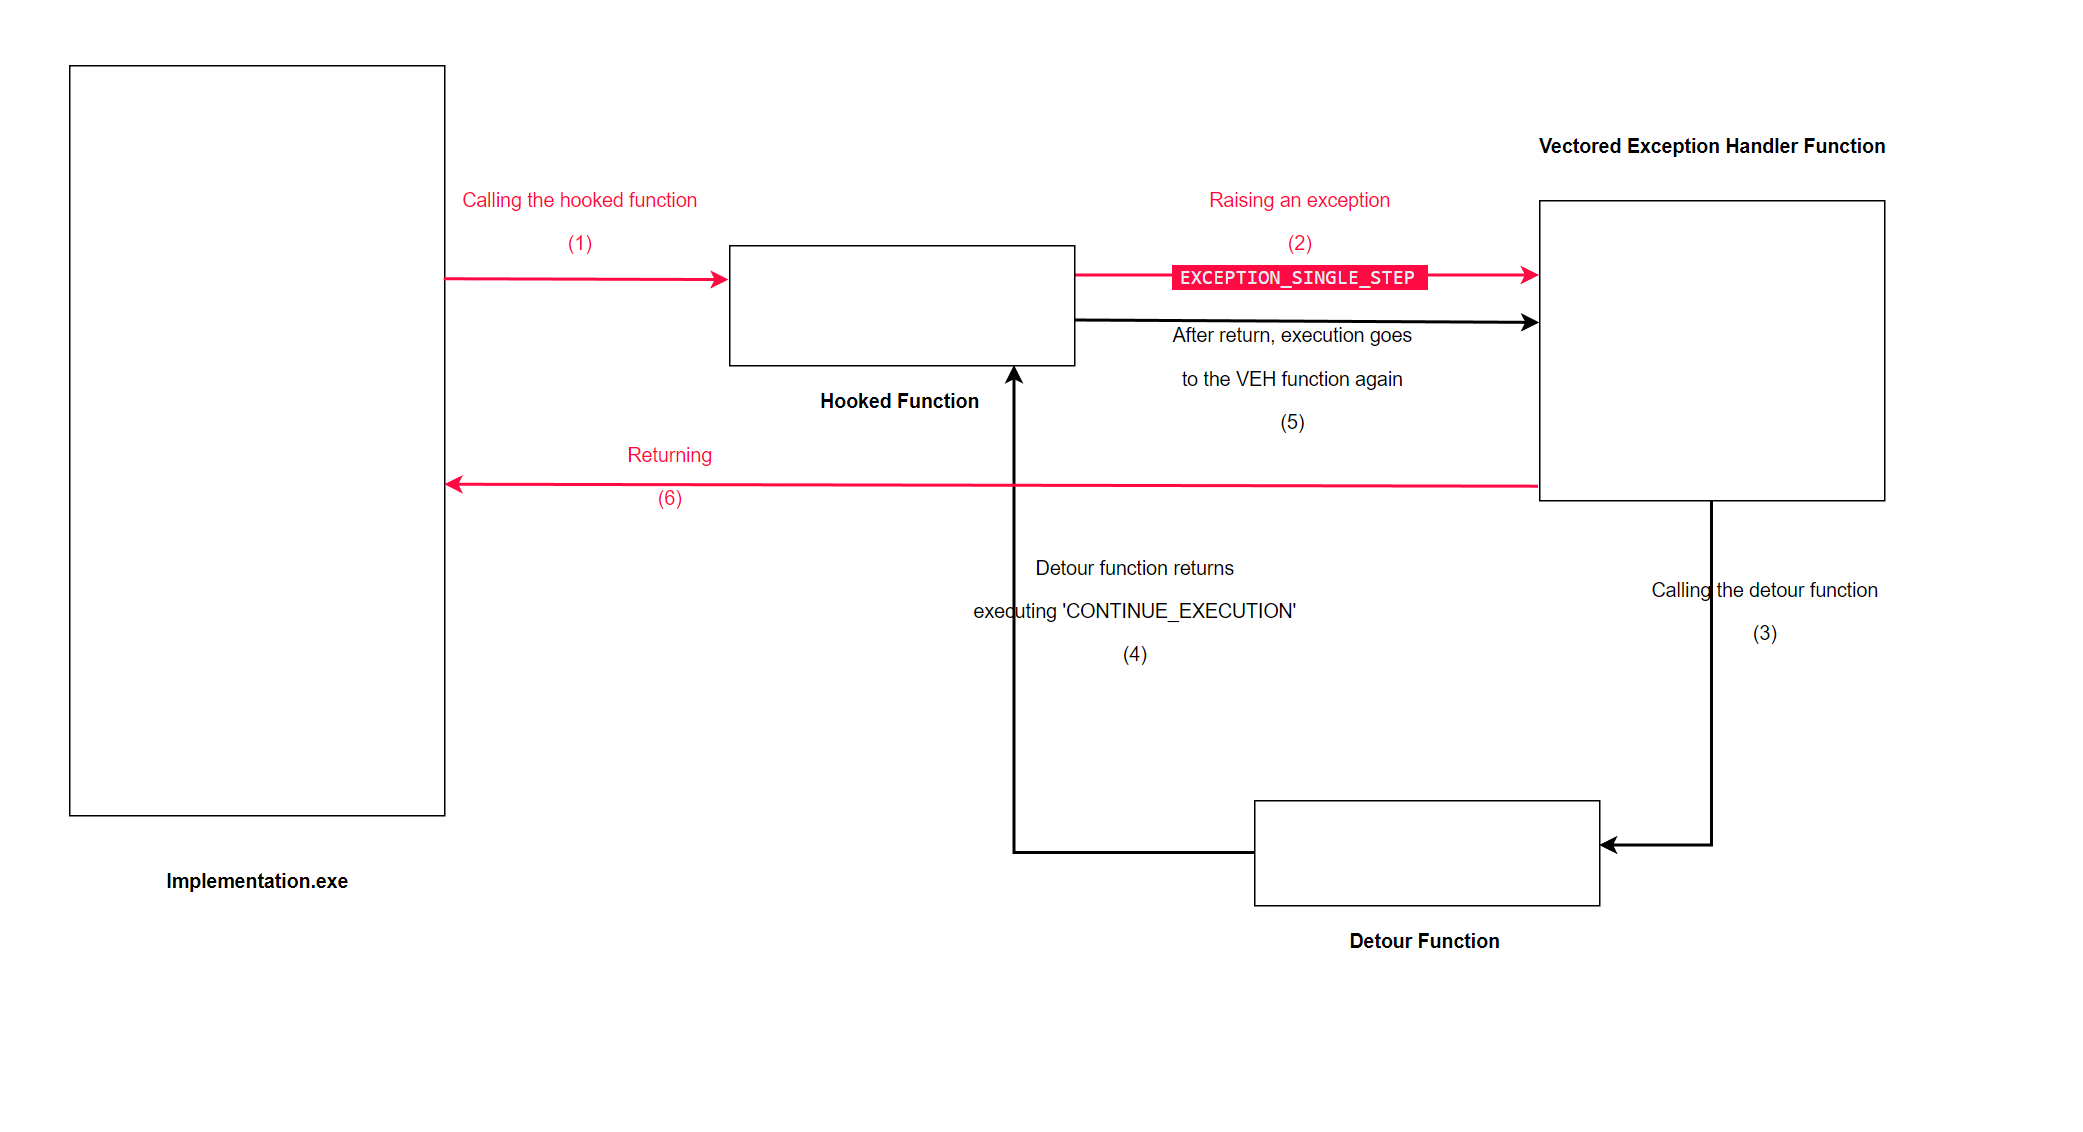 Vectored Exception Handler Function
Calling the hooked function
(1)
Raising an exception
(2)
EXCEPTION_SINGLE_STEP
After return, execution goes
to the VEH function again
(5)
Hooked Function
Returning
(6)
Detour function returns
executing 'CONTINUE_EXECUTION'
(4)
Calling the detour function
(3)
Implementation.exe
Detour Function